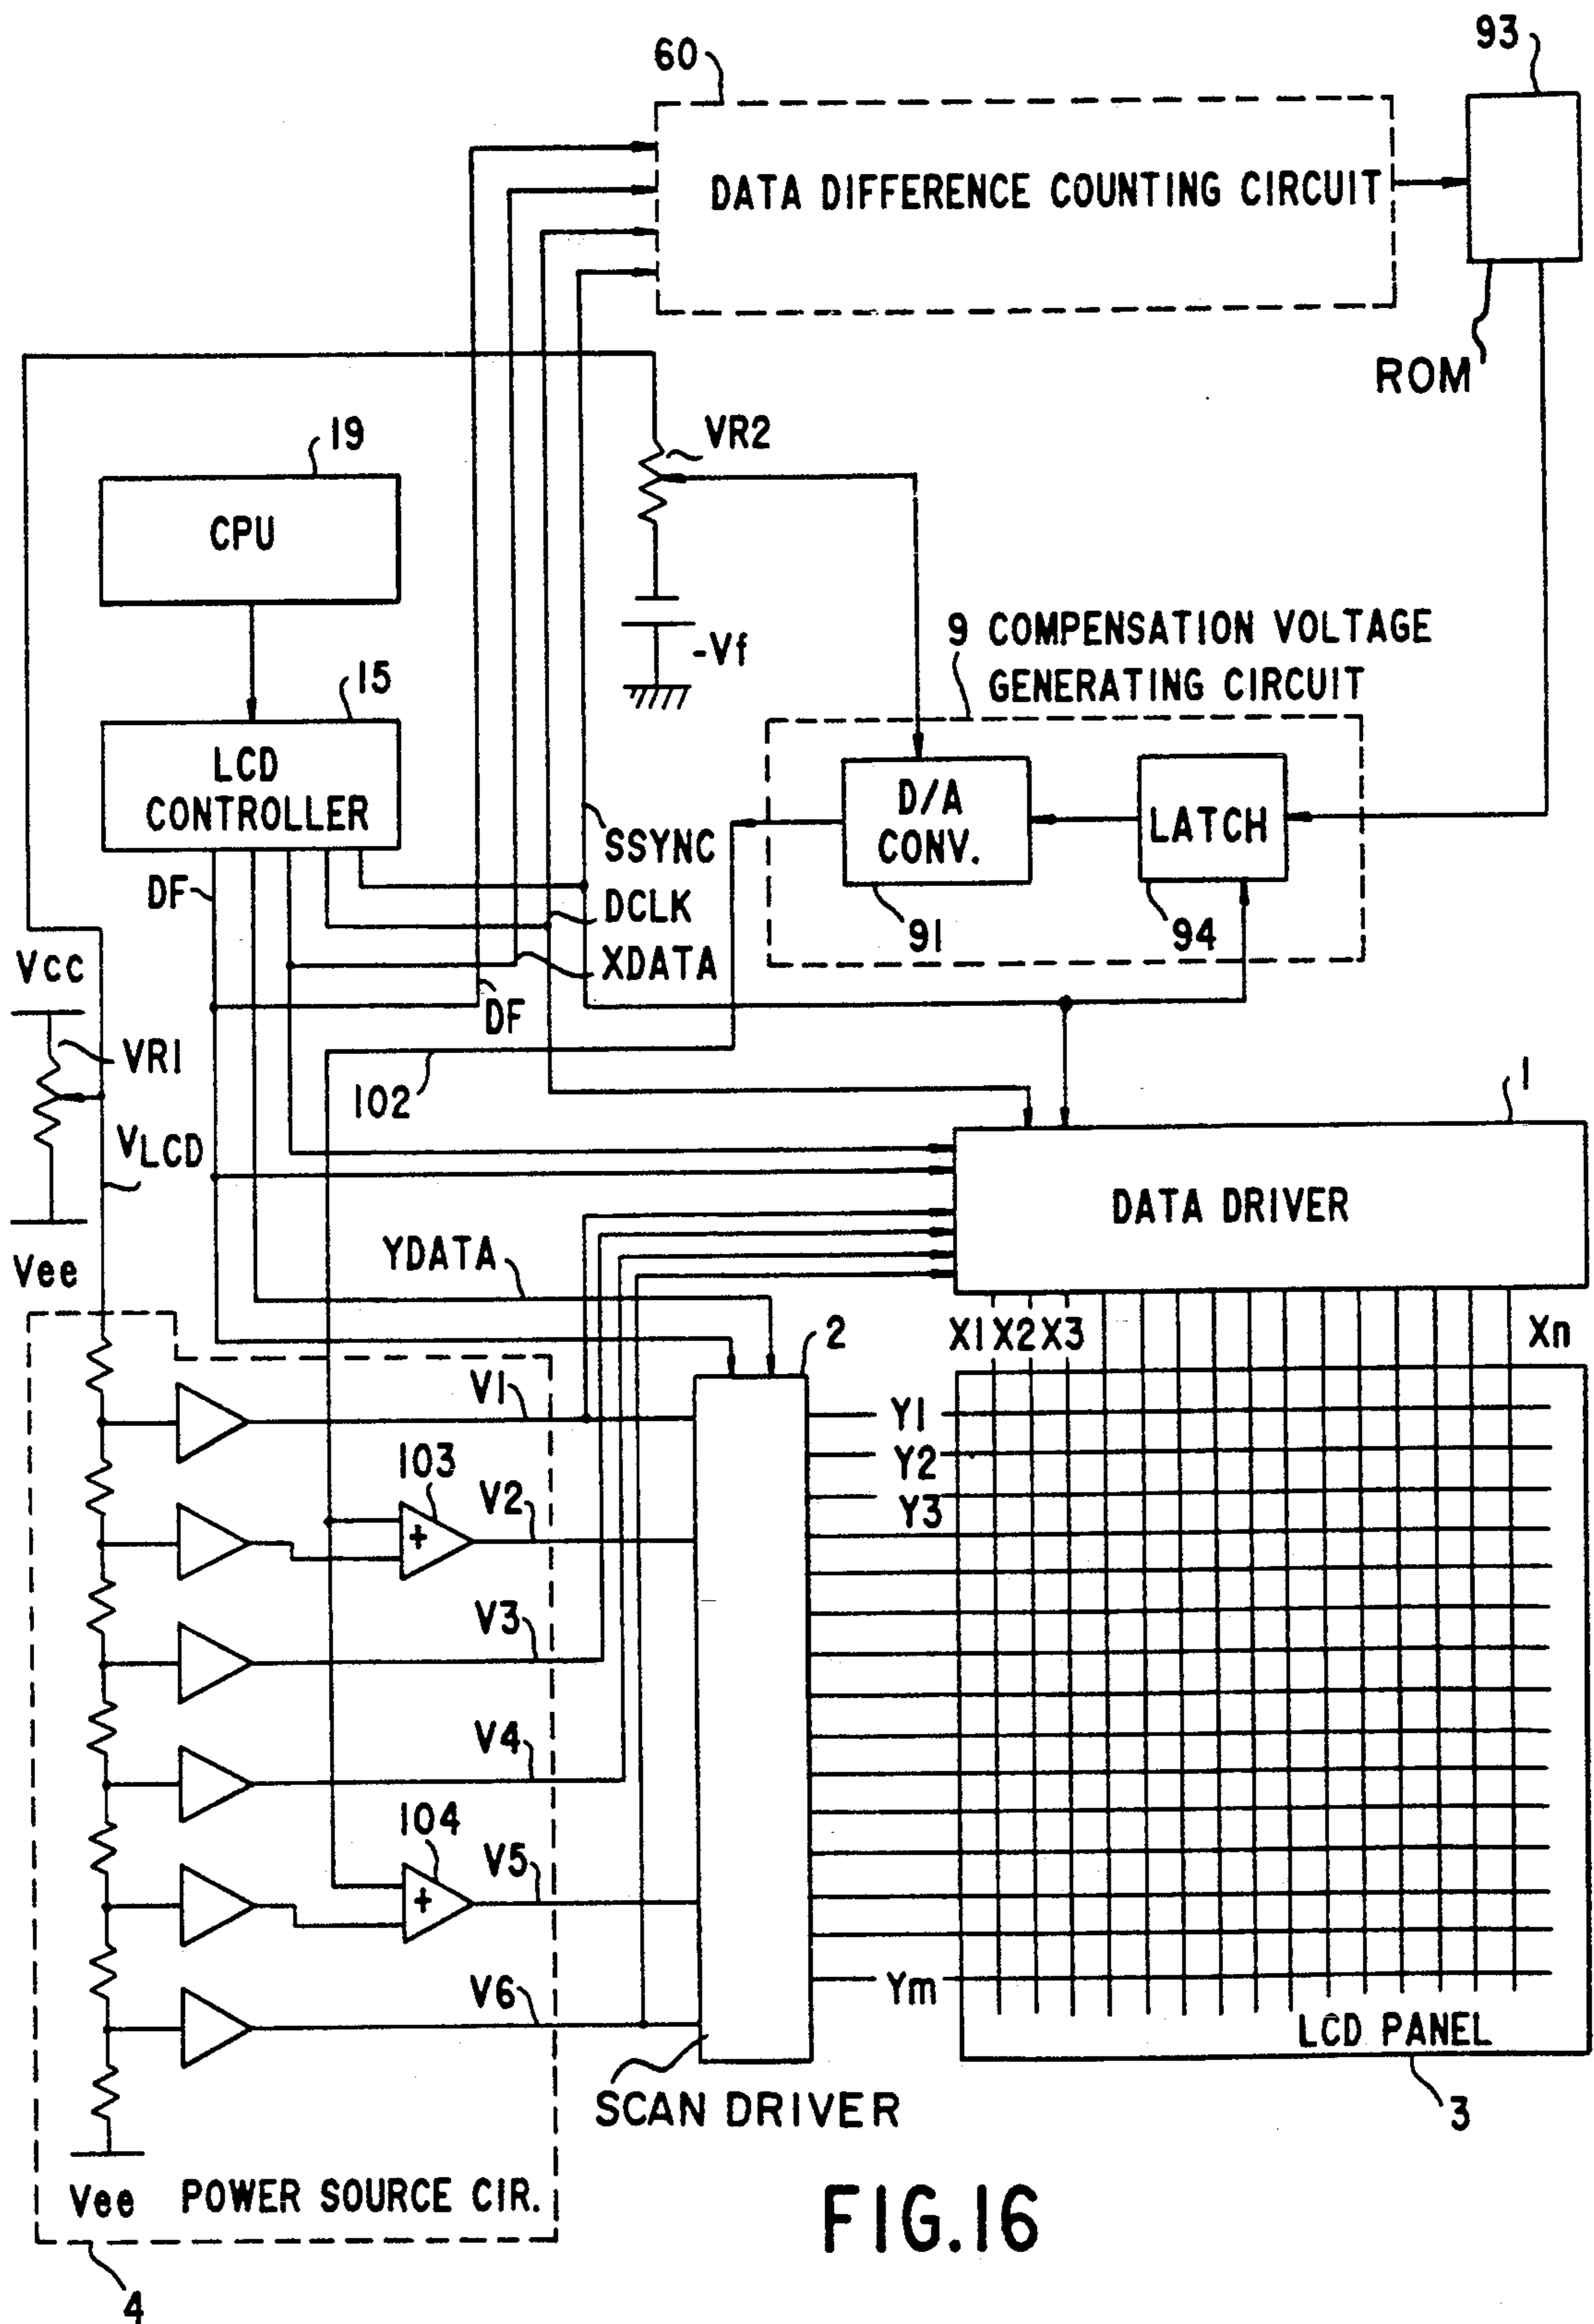 60
93
DATA DIFFERENCE COUNTING CIRCUIT
ROM
19
VR2
CPU
-Vf
9 COMPENSATION VOLTAGE
GENERATING CIRCUIT
15
LCD
CONTROLLER
D/A
CONV.
LATCH
SSYNC
DF
DCLK
91
94
XDATA
Vcc
DF
VR1
102
1
VLCD
DATA DRIVER
YDATA
Vee
X1 X2 X3
Xn
2
V1
Y1
103
Y2
V2
Y3
+
V3
V4
104
V5
+
V6
Ym
LCD PANEL
SCAN DRIVER
3
Vee
POWER SOURCE CIR.
FIG.16
4